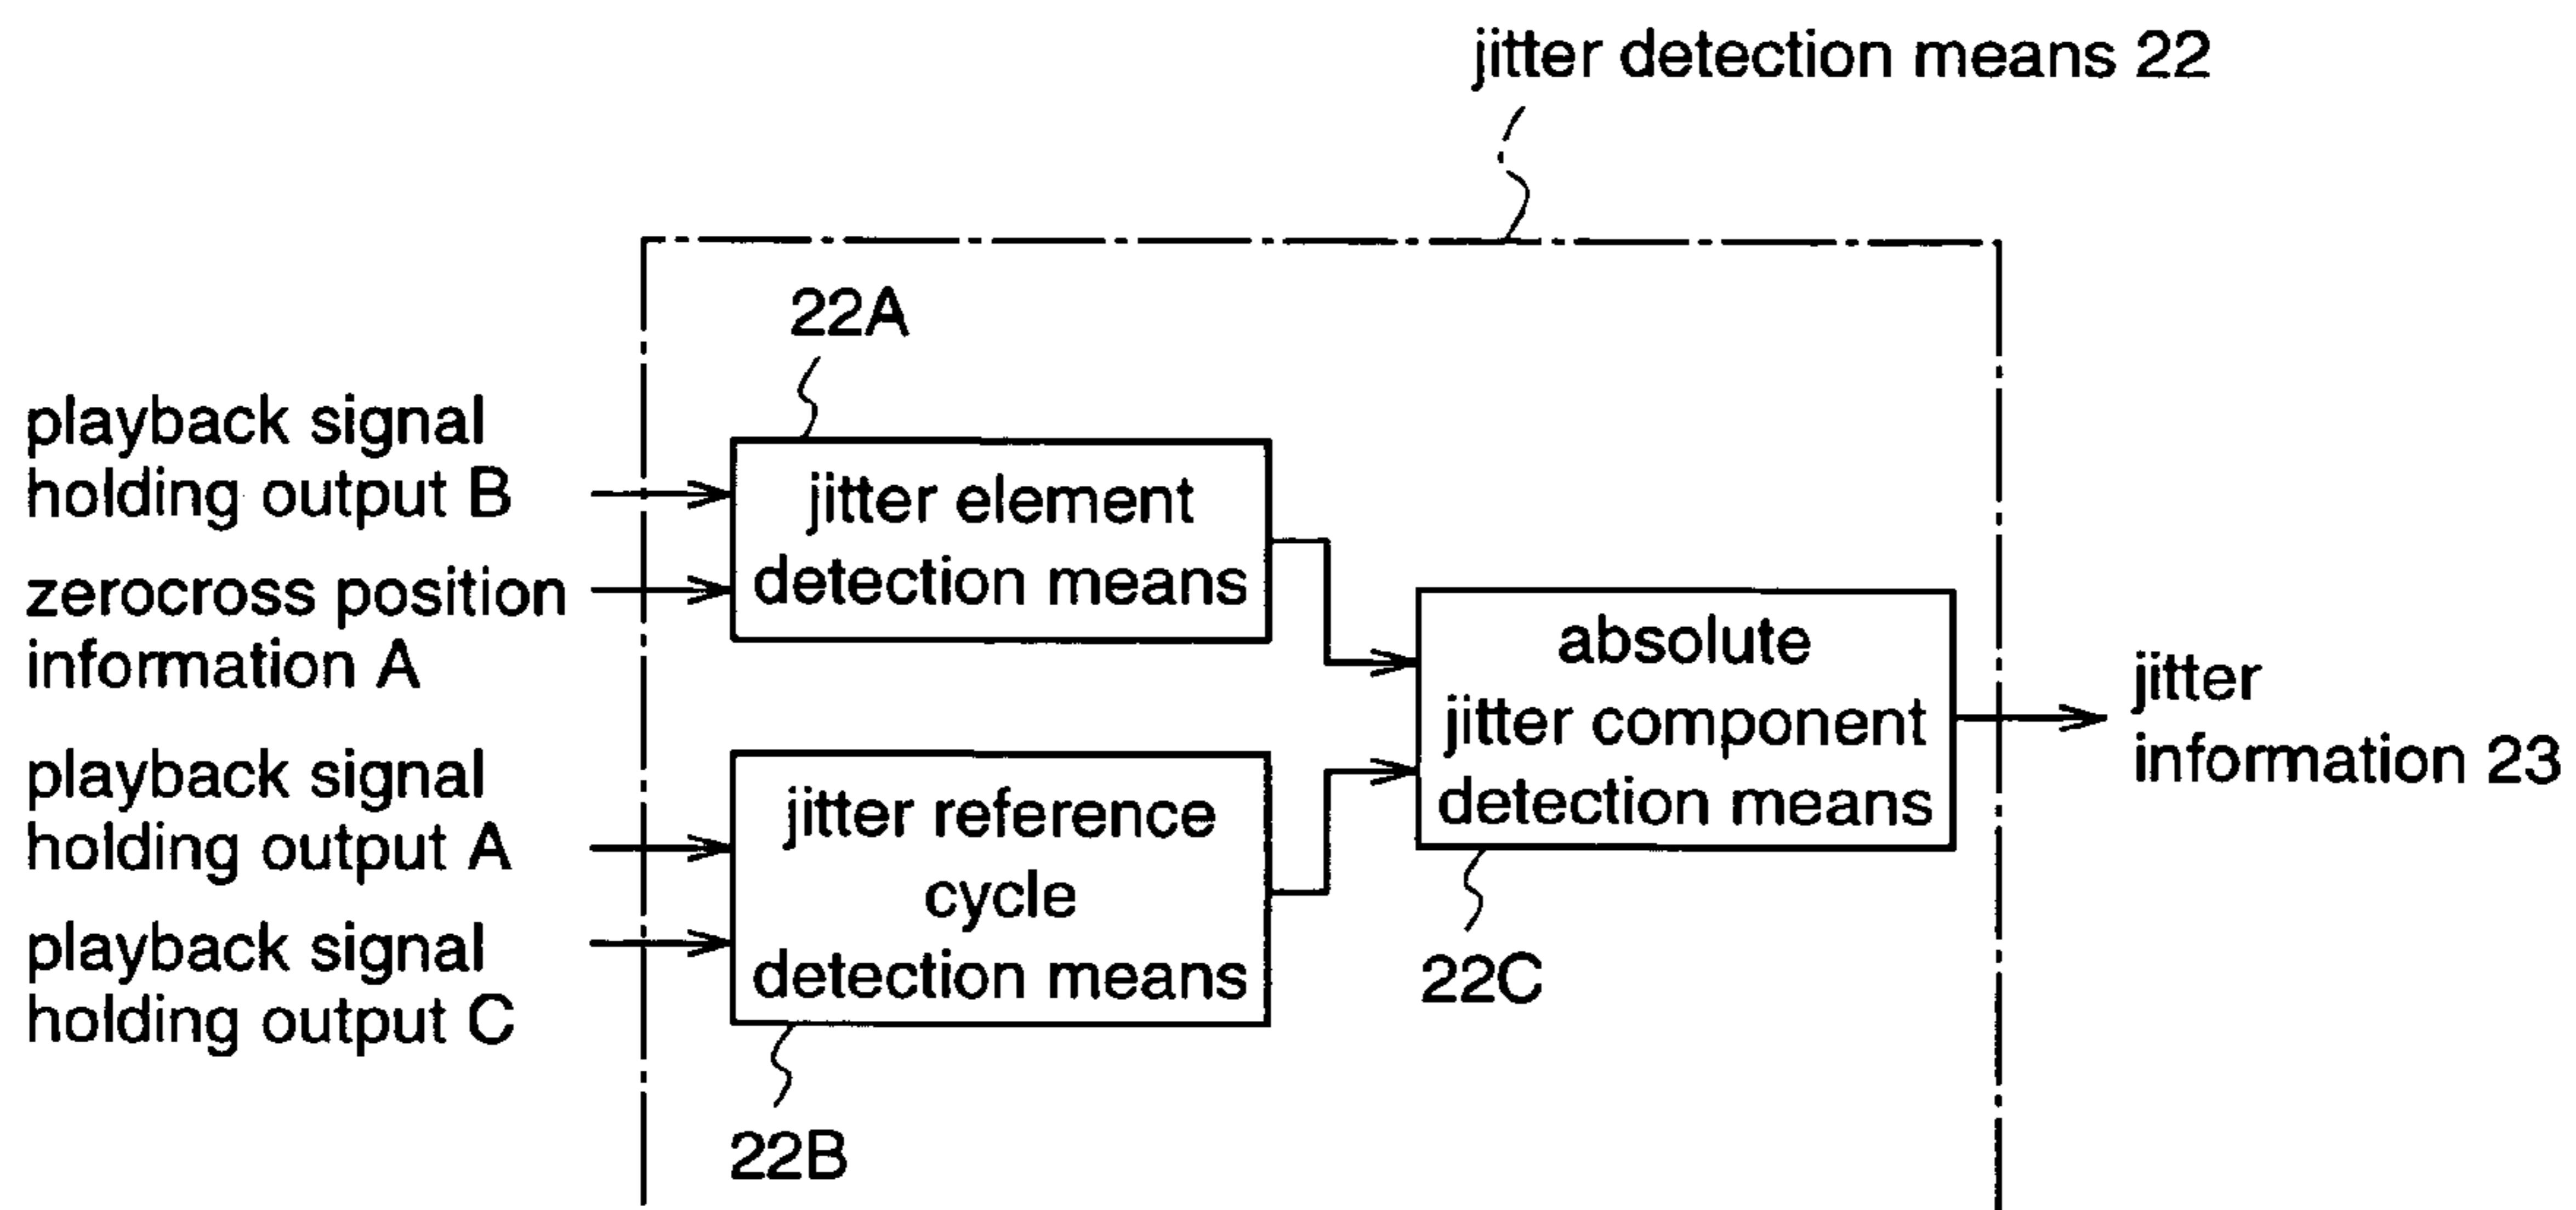 jitter detection means 22
22A
playback signal
holding output B
zerocross position
information A
jitter element
detection means
playback signal
holding output A
playback signal
holding output C
jitter reference
cycle
detection means
22B
absolute
jitter component
detection means
22C
jitter
information 23